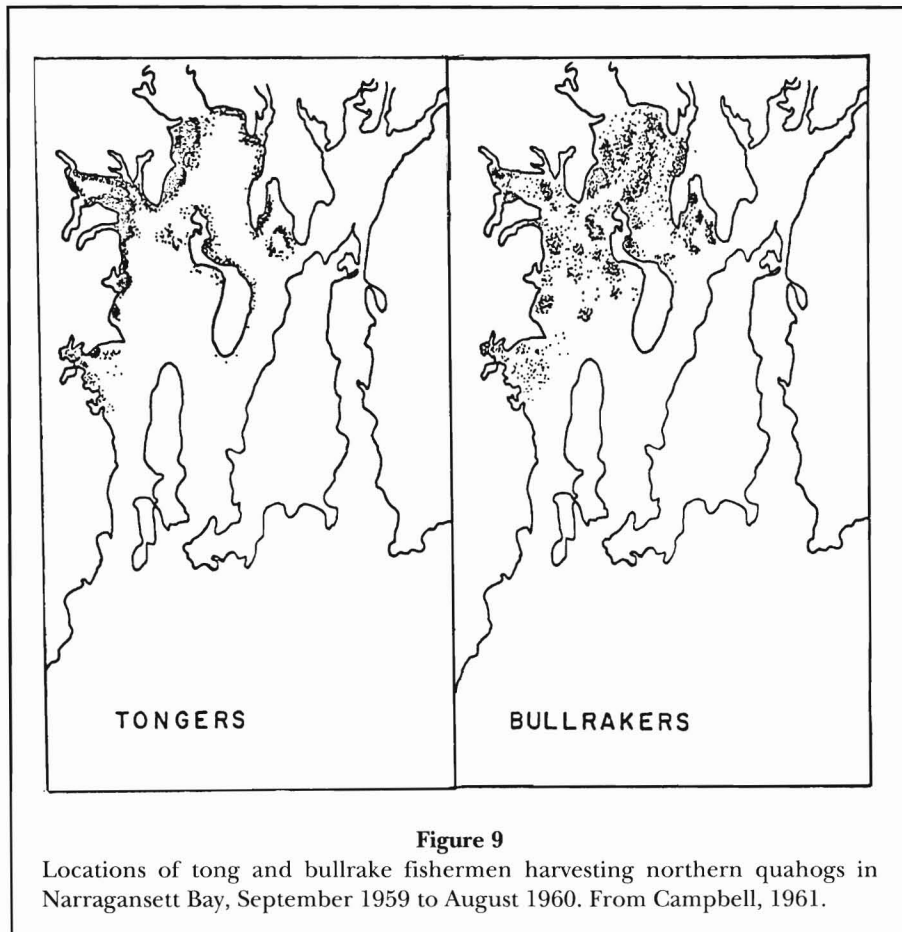 TONGERS
BULLRAKERS
Figure 9
Locations of tong and bullrake fishermen harvesting northern quahogs in
Narragansett Bay, September 1959 to August 1960. From Campbell, 1961.